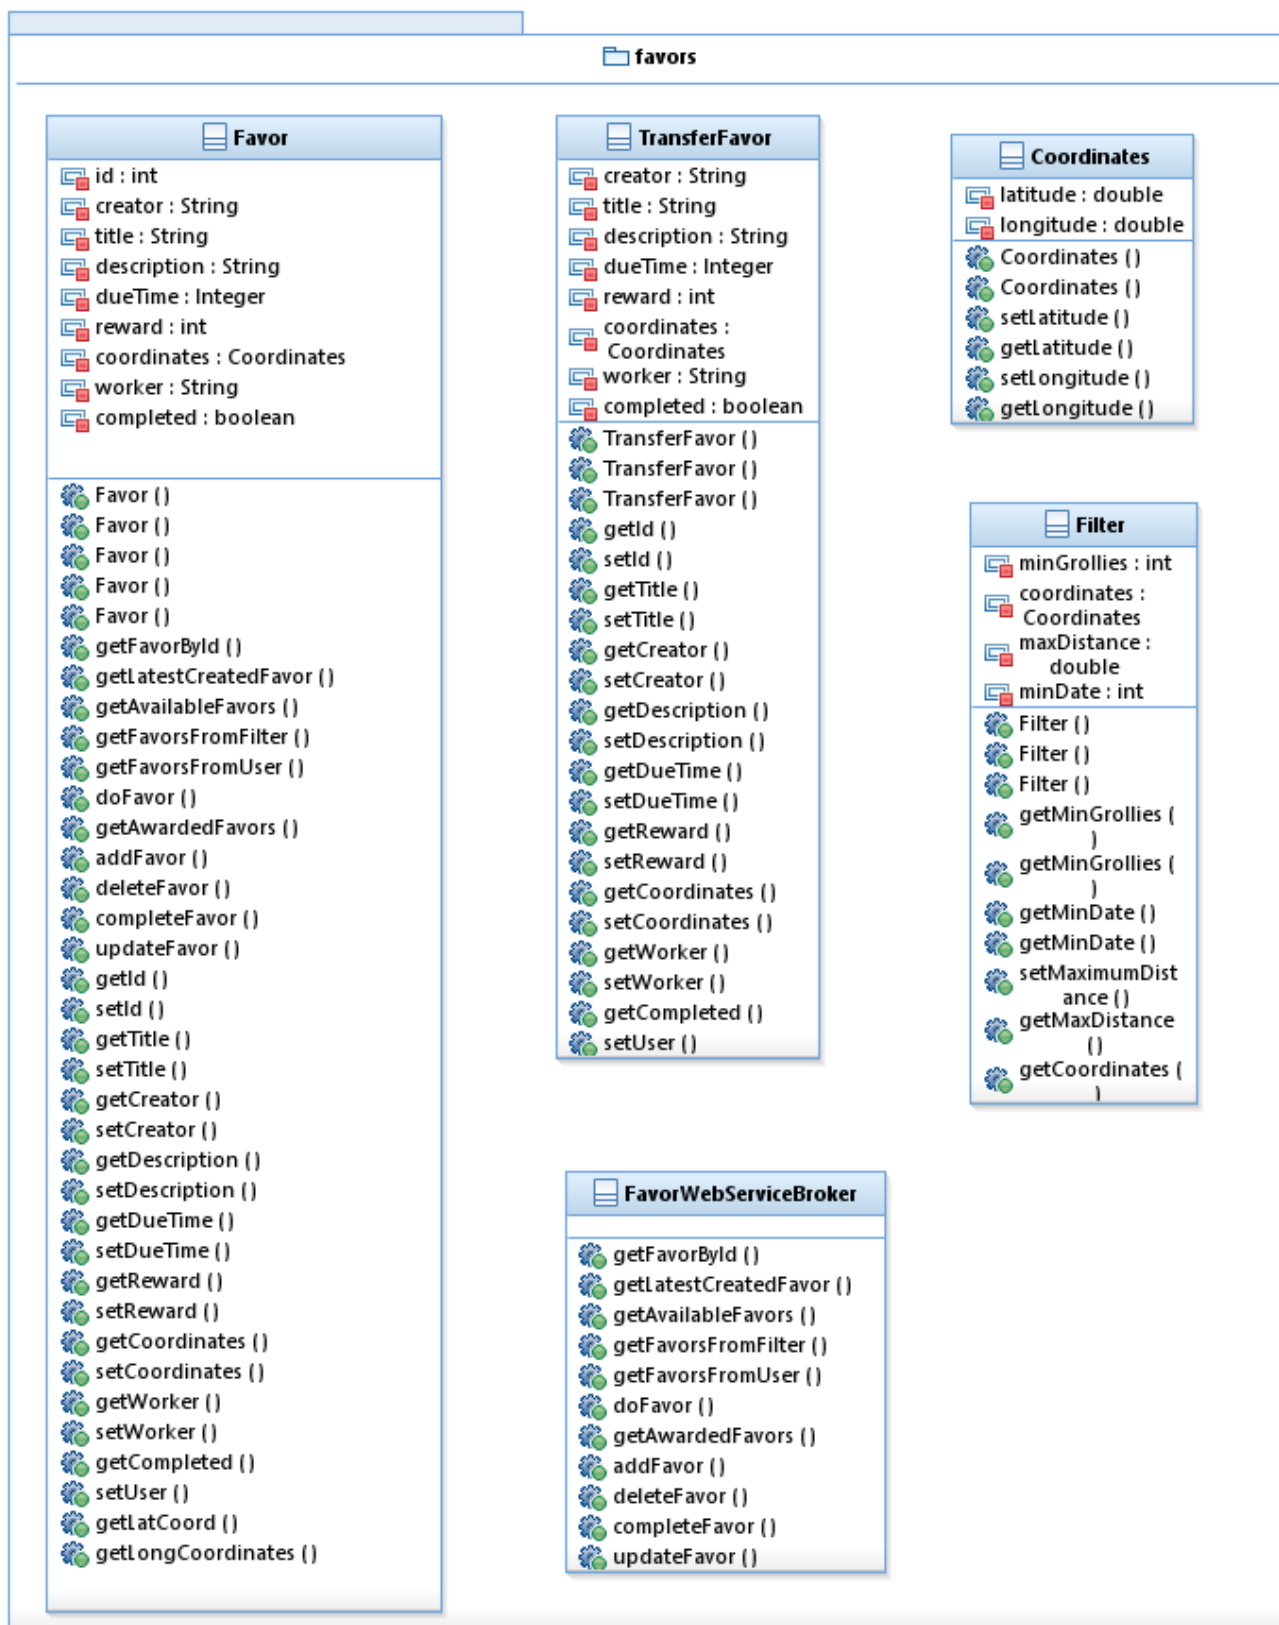 favors
Favor
id : int
creator : String
title : String
description : String
dueTime : Integer
reward : int
coordinates : Coordinates
worker : String
completed : boolean
Favor ()
Favor ()
Favor ()
Favor ()
Favor ()
getFavorById ()
getLatestCreatedFavor ()
getAvailableFavors ()
getFavorsFromFilter ()
getFavorsFromUser ()
doFavor ()
getAwardedFavors ()
addFavor ()
deleteFavor ()
completeFavor ()
updateFavor ()
getId ()
setId ()
getTitle ()
setTitle ()
getCreator ()
setCreator ()
getDescription ()
setDescription ()
getDueTime ()
setDueTime ()
getReward ()
setReward ()
getCoordinates ()
setCoordinates ()
getWorker ()
setWorker ()
getCompleted ()
setUser ()
getLatCoord ()
getLongCoordinates ()
TransferFavor
creator : String
title : String
description : String
dueTime : Integer
reward : int
coordinates :
Coordinates
worker : String
completed : boolean
TransferFavor ()
TransferFavor ()
TransferFavor ()
getId ()
setId ()
getTitle ()
setTitle ()
getCreator ()
setCreator ()
getDescription ()
setDescription ()
getDueTime ()
setDueTime ()
getReward ()
setReward ()
getCoordinates ()
setCoordinates ()
getWorker ()
setWorker ()
getCompleted ()
setUser ()
Coordinates
latitude : double
longitude : double
Coordinates ()
Coordinates ()
setLatitude ()
getLatitude ()
setLongitude ()
getLongitude ()
Filter
minGrollies : int
coordinates :
Coordinates
maxDistance :
double
minDate : int
Filter ()
Filter ()
Filter ()
getMinGrollies (
)
getMinGrollies (
)
getMinDate ()
getMinDate ()
setMaximumDist
ance ()
getMaxDistance
()
getCoordinates (
)
FavorWebServiceBroker
getFavorById ()
getLatestCreatedFavor ()
getAvailableFavors ()
getFavorsFromFilter ()
getFavorsFromUser ()
doFavor ()
getAwardedFavors ()
addFavor ()
deleteFavor ()
completeFavor ()
updateFavor ()